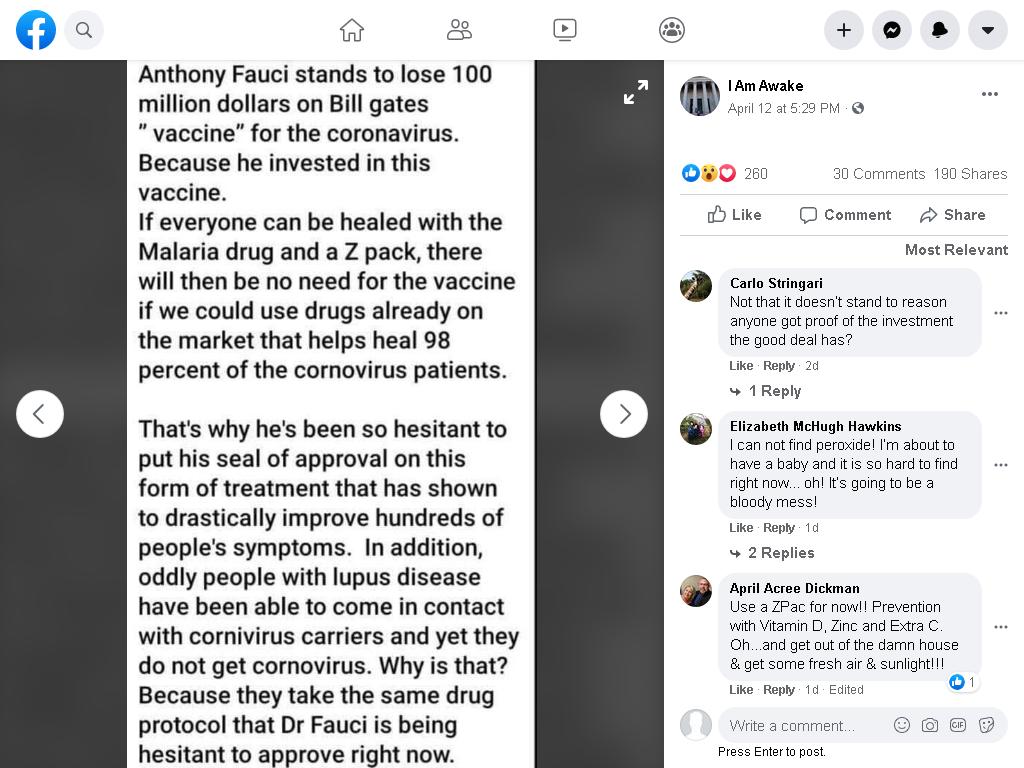 Anthony Fauci stands to lose 100
million dollars on Bill gates
” vaccine” for the coronavirus.
Because he invested in this
vaccine.
If everyone can be healed with the
Malaria drug and a Z pack, there
will then be no need for the vaccine
if we could use drugs already on
the market that helps heal 98
percent of the cornovirus patients.
That's why he's been so hesitant to
put his seal of approval on this
form of treatment that has shown
to drastically improve hundreds of
people's symptoms.  In addition,
oddly people with lupus disease
have been able to come in contact
with cornivirus carriers and yet they
do not get cornovirus. Why is that?
Because they take the same drug
protocol that Dr Fauci is being
hesitant to approve right now.
I Am Awake
April 12 at 5:29 PM ·
260 30 Comments 190 Shares
Like Comment Share
Most Relevant
Carlo Stringari
Not that it doesn't stand to reason
anyone got proof of the investment
the good deal has?
Like · Reply · 2d
1 Reply
Elizabeth McHugh Hawkins
I can not find peroxide! I'm about to
have a baby and it is so hard to find
right now... oh! It's going to be a
bloody mess!
Like · Reply · 1d
2 Replies
April Acree Dickman
Use a ZPac for now!! Prevention
with Vitamin D, Zinc and Extra C.
Oh...and get out of the damn house
& get some fresh air & sunlight!!!
1
Like · Reply · 1d · Edited
Write a comment...
GIF
Press Enter to post.